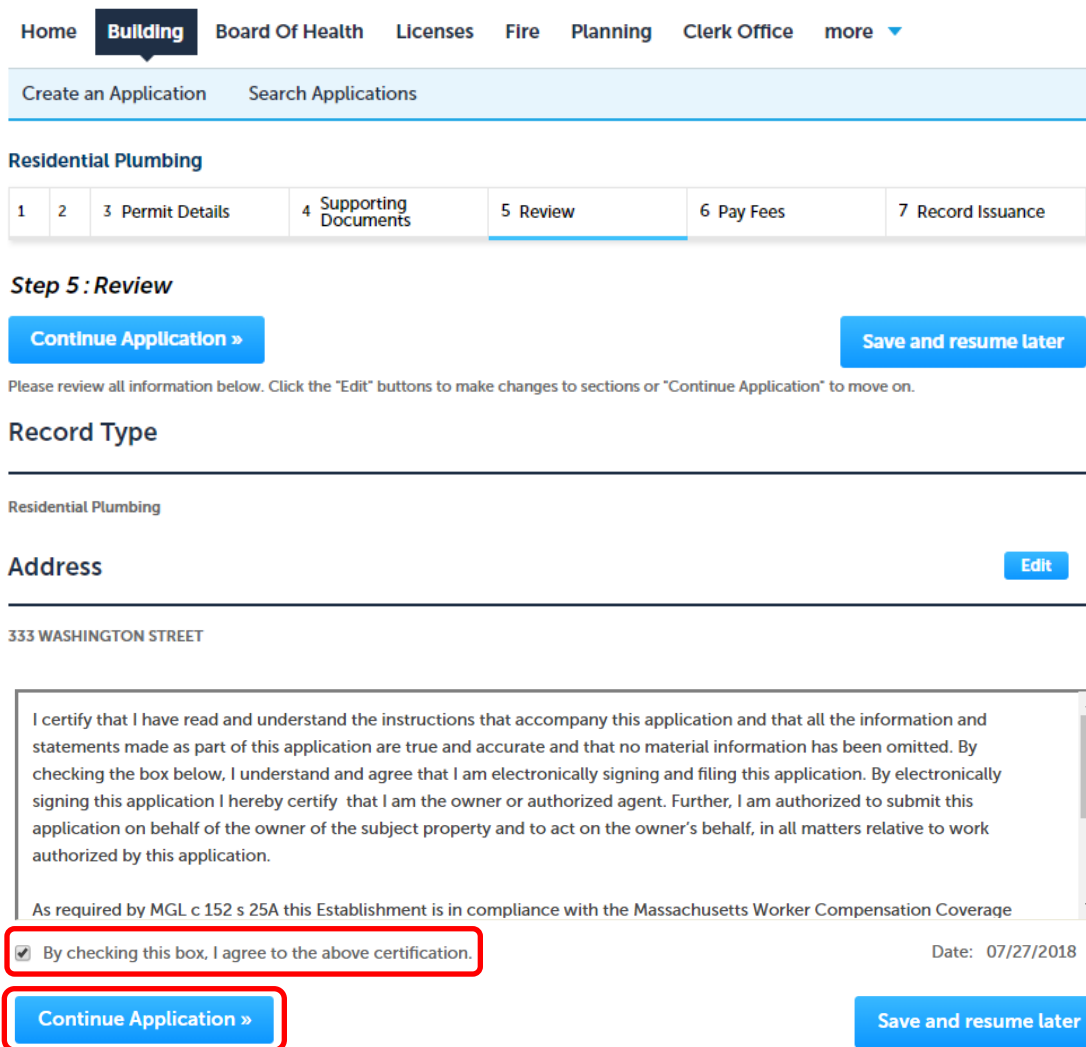 Home Building Board Of Health Licenses Fire Planning Clerk Office more
Create an Application Search Applications
Residential Plumbing
1 2 3 Permit Details 4 Supporting Documents 5 Review 6 Pay Fees 7 Record Issuance
Step 5 : Review
Continue Application » Save and resume later
Please review all information below. Click the "Edit" buttons to make changes to sections or "Continue Application" to move on.
Record Type
Residential Plumbing
Address Edit
333 WASHINGTON STREET
I certify that I have read and understand the instructions that accompany this application and that all the information and
statements made as part of this application are true and accurate and that no material information has been omitted. By
checking the box below, I understand and agree that I am electronically signing and filing this application. By electronically
signing this application I hereby certify that I am the owner or authorized agent. Further, I am authorized to submit this
application on behalf of the owner of the subject property and to act on the owner's behalf, in all matters relative to work
authorized by this application.
As required by MGL c 152 s 25A this Establishment is in compliance with the Massachusetts Worker Compensation Coverage
By checking this box, I agree to the above certification. Date: 07/27/2018
Continue Application » Save and resume later